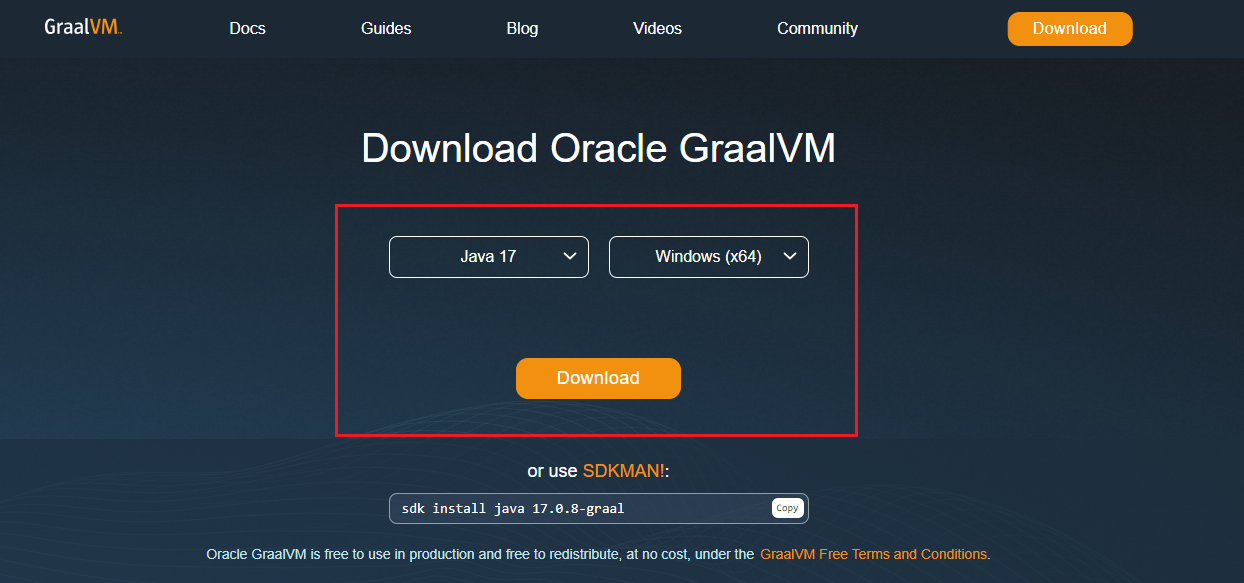 GraalVM™ Docs Guides Blog Videos Community Download
Download Oracle GraalVM
Java 17 Windows (x64)
Download
or use SDKMAN!:
sdk install java 17.0.8-graal Copy
Oracle GraalVM is free to use in production and free to redistribute, at no cost, under the GraalVM Free Terms and Conditions.